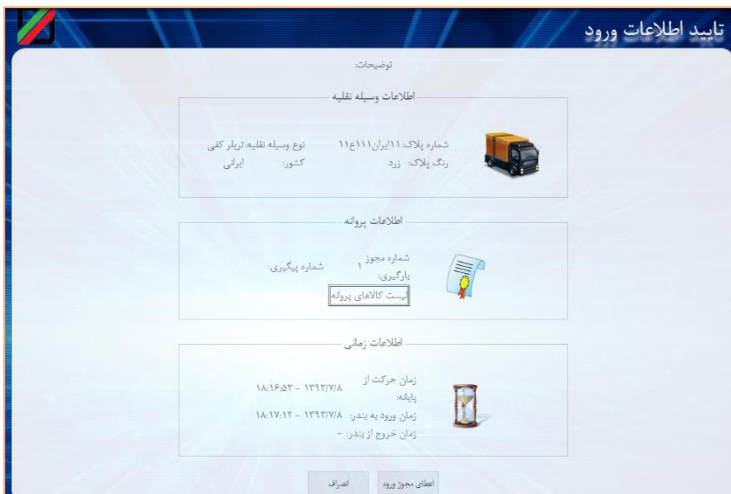 تایید اطلاعات ورود
توضیحات:
اطلاعات وسیله نقلیه
شماره پلاک: ۱۱ایران۱۱۱ع۱۱ نوع وسیله نقلیه: تریلر کفی
رنگ پلاک: زرد کشور: ایرانی
اطلاعات پروانه
شماره مجوز بارگیری: ۱ شماره پیگیری:
لیست کالاهای پروانه
اطلاعات زمانی
زمان حرکت از پایانه: ۱۳۹۳/۷/۸ - ۱۸:۱۶:۵۳
زمان ورود به بندر: ۱۳۹۳/۷/۸ - ۱۸:۱۷:۱۲
زمان خروج از بندر: -
اعطای مجوز ورود انصراف